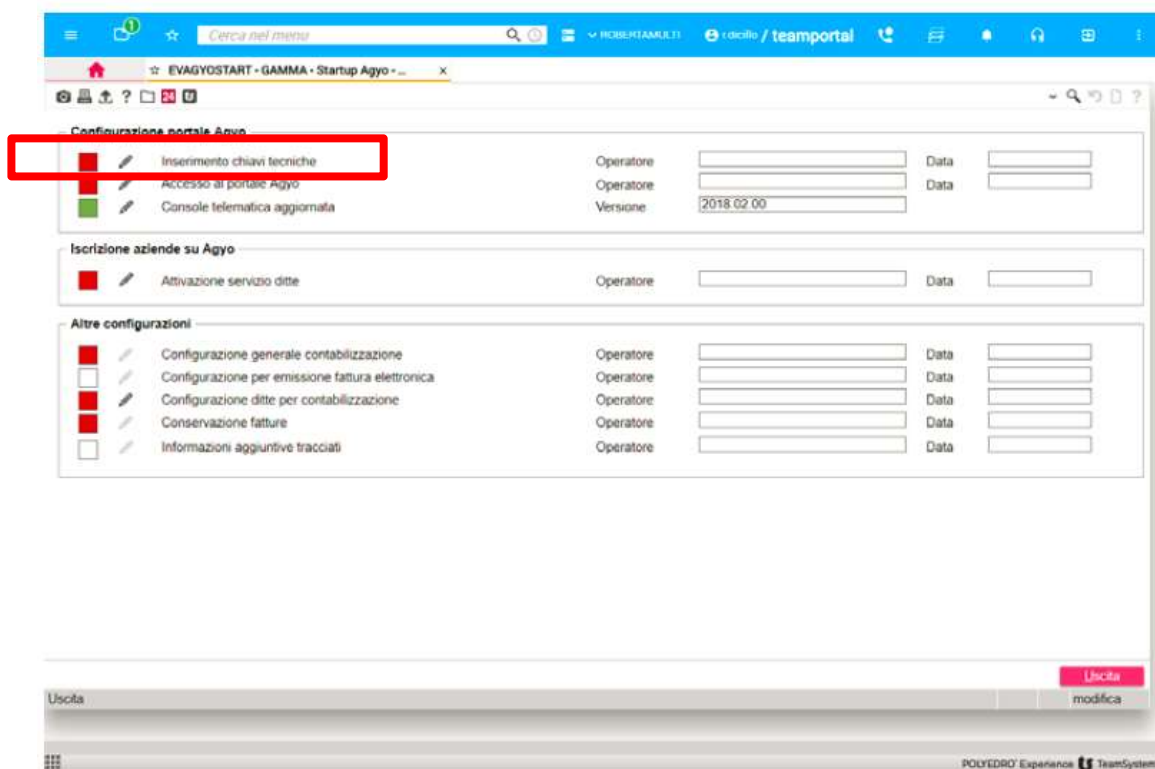 1
Cerca nel menu
ROBERTAMULTI
r.dicillo / teamportal
EVAGYOSTART - GAMMA - Startup Agyo - ...
x
?
24
?
Configurazione portale Agyo
Inserimento chiavi tecniche Operatore Data
Accesso al portale Agyo Operatore Data
Console telematica aggiornata Versione 2018.02.00
Iscrizione aziende su Agyo
Attivazione servizio ditte Operatore Data
Altre configurazioni
Configurazione generale contabilizzazione Operatore Data
Configurazione per emissione fattura elettronica Operatore Data
Configurazione ditte per contabilizzazione Operatore Data
Conservazione fatture Operatore Data
Informazioni aggiuntive tracciati Operatore Data
Uscita
Uscita modifica
POLYEDRO' Experience TeamSystem